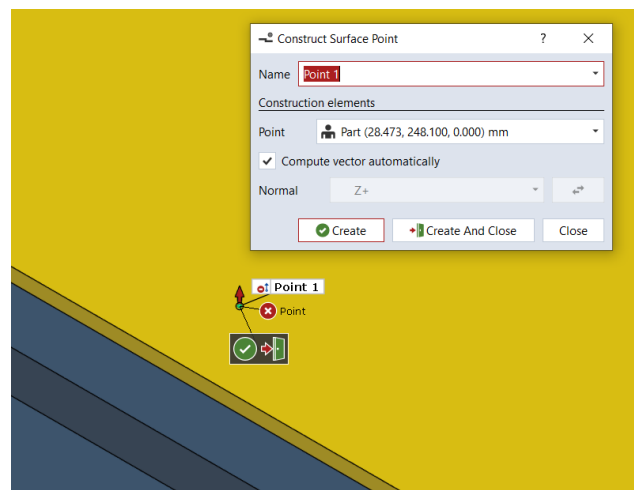 Construct Surface Point
?
Name Point 1
Construction elements
Point Part (28.473, 248.100, 0.000) mm
Compute vector automatically
Normal Z+
Create Create And Close Close
Point 1
Point